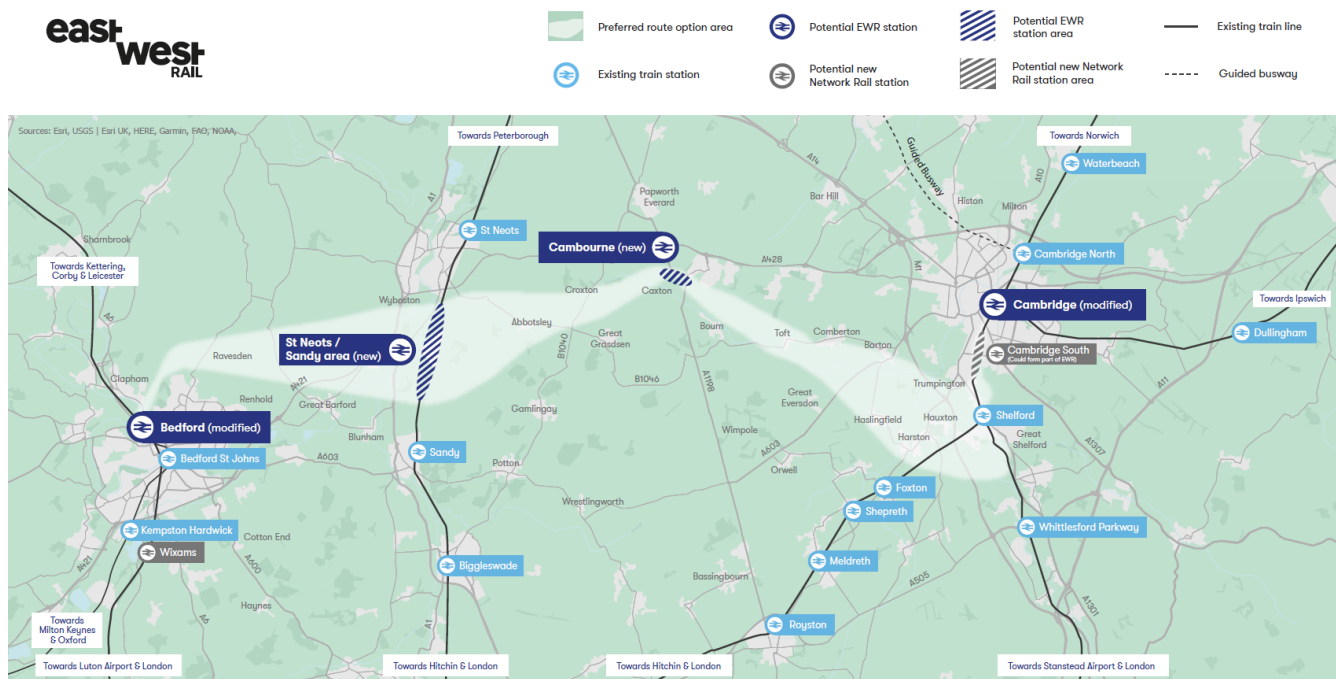 east
west
RAIL
Preferred route option area
Potential EWR station
Potential EWR
station area
Existing train line
Existing train station
Potential new
Network Rail station
Potential new Network
Rail station area
Guided busway
Sources: Esri, USGS | Esri UK, HERE, Garmin, FAO, NOAA,
Towards Peterborough
Towards Norwich
A14
Guided Busway
A10
Waterbeach
A1
Papworth
Everard
Bar Hill
Histon
Milton
St Neots
Sharnbrook
Cambourne (new)
Cambridge North
Towards Kettering,
Corby & Leicester
A428
M1
Wyboston
Croxton
Caxton
Cambridge (modified)
Towards Ipswich
A6
Abbotsley
Great
Grasdsen
Bourn
Toft
Comberton
Barton
Dullingham
St Neots /
Sandy area (new)
B1040
Cambridge South
(Could form part of EWR)
Ravesden
A421
B1046
A1198
Trumpington
A11
Clapham
Renhold
Great Barford
Gamlingay
Great
Eversdon
Haslingfield
Hauxton
Shelford
Bedford (modified)
Blunham
Wimpole
Harston
Great
Shelford
A1307
Bedford St Johns
A603
Sandy
Potton
A603
Orwell
Foxton
Wrestlingworth
Shepreth
Kempston Hardwick
Whittlesford Parkway
Cotton End
Wixams
A421
A600
Biggleswade
Meldreth
Bassingbourn
A505
Haynes
A6
A1
A1301
Royston
Towards
Milton Keynes
& Oxford
Towards Luton Airport & London
Towards Hitchin & London
Towards Hitchin & London
Towards Stanstead Airport & London